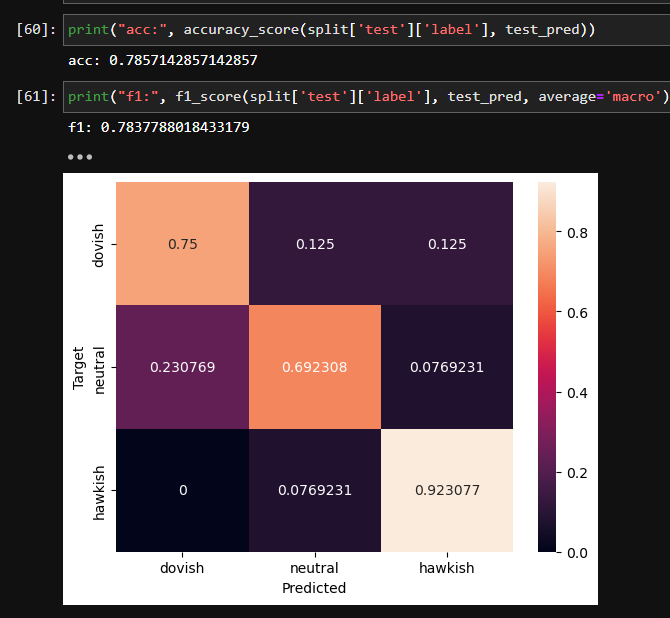 [60]: print("acc:", accuracy_score(split['test']['label'], test_pred))
acc: 0.7857142857142857
[61]: print("f1:", f1_score(split['test']['label'], test_pred, average='macro')
f1: 0.7837788018433179
•••
dovish 0.75 0.125 0.125 0.8
0.6
Target neutral 0.230769 0.692308 0.0769231
0.4
0.2
hawkish 0 0.0769231 0.923077
0.0
dovish neutral hawkish
Predicted